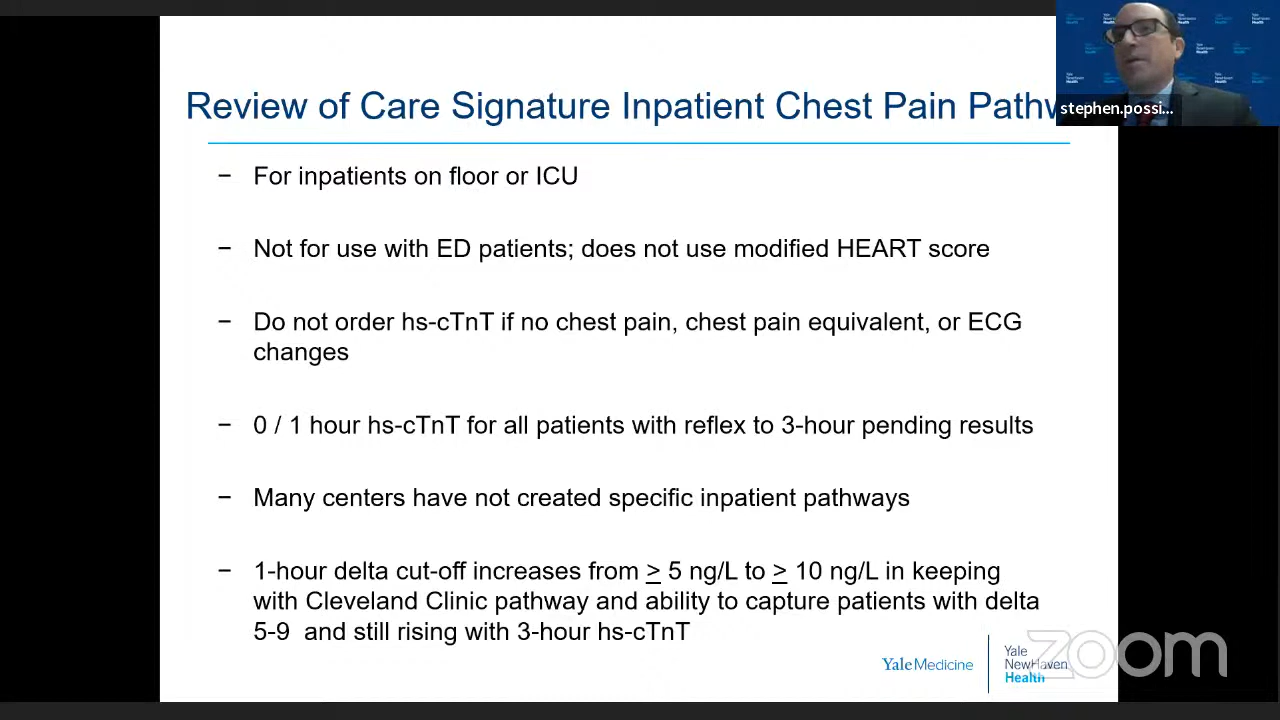 Review of Care Signature Inpatient Chest Pain Pathw
stephen.possi...
− For inpatients on floor or ICU
− Not for use with ED patients; does not use modified HEART score
− Do not order hs-cTnT if no chest pain, chest pain equivalent, or ECG
changes
− 0 / 1 hour hs-cTnT for all patients with reflex to 3-hour pending results
− Many centers have not created specific inpatient pathways
− 1-hour delta cut-off increases from > 5 ng/L to > 10 ng/L in keeping
with Cleveland Clinic pathway and ability to capture patients with delta
5-9 and still rising with 3-hour hs-cTnT
Yale Medicine
Yale
NewHaven
Health
zoom